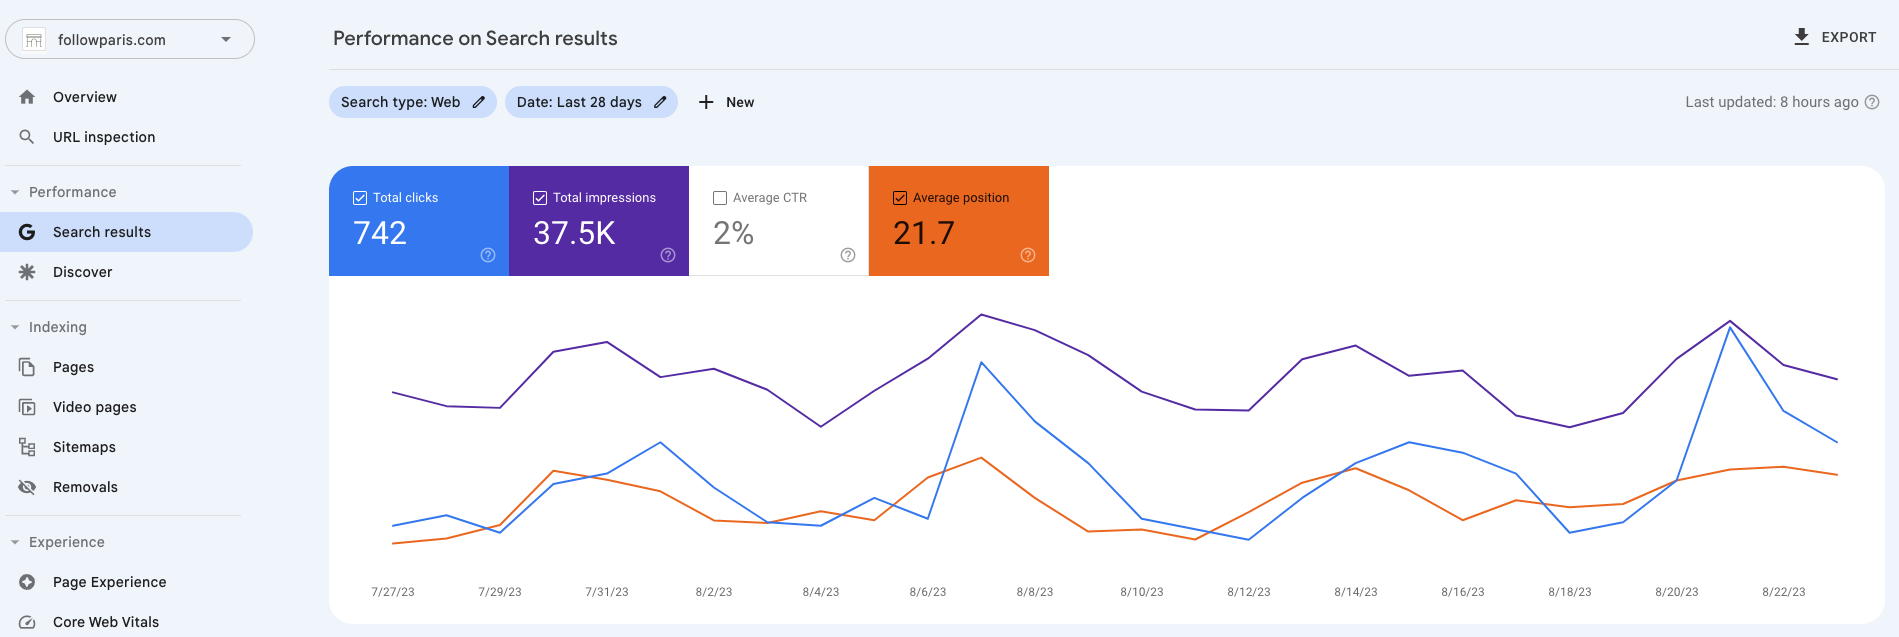 followparis.com
Overview
URL inspection
Performance
Search results
Discover
Indexing
Pages
Video pages
Sitemaps
Removals
Experience
Page Experience
Core Web Vitals
Performance on Search results
EXPORT
Search type: Web
Date: Last 28 days
New
Last updated: 8 hours ago
Total clicks
742
Total impressions
37.5K
Average CTR
2%
Average position
21.7
7/27/23 7/29/23 7/31/23 8/2/23 8/4/23 8/6/23 8/8/23 8/10/23 8/12/23 8/14/23 8/16/23 8/18/23 8/20/23 8/22/23